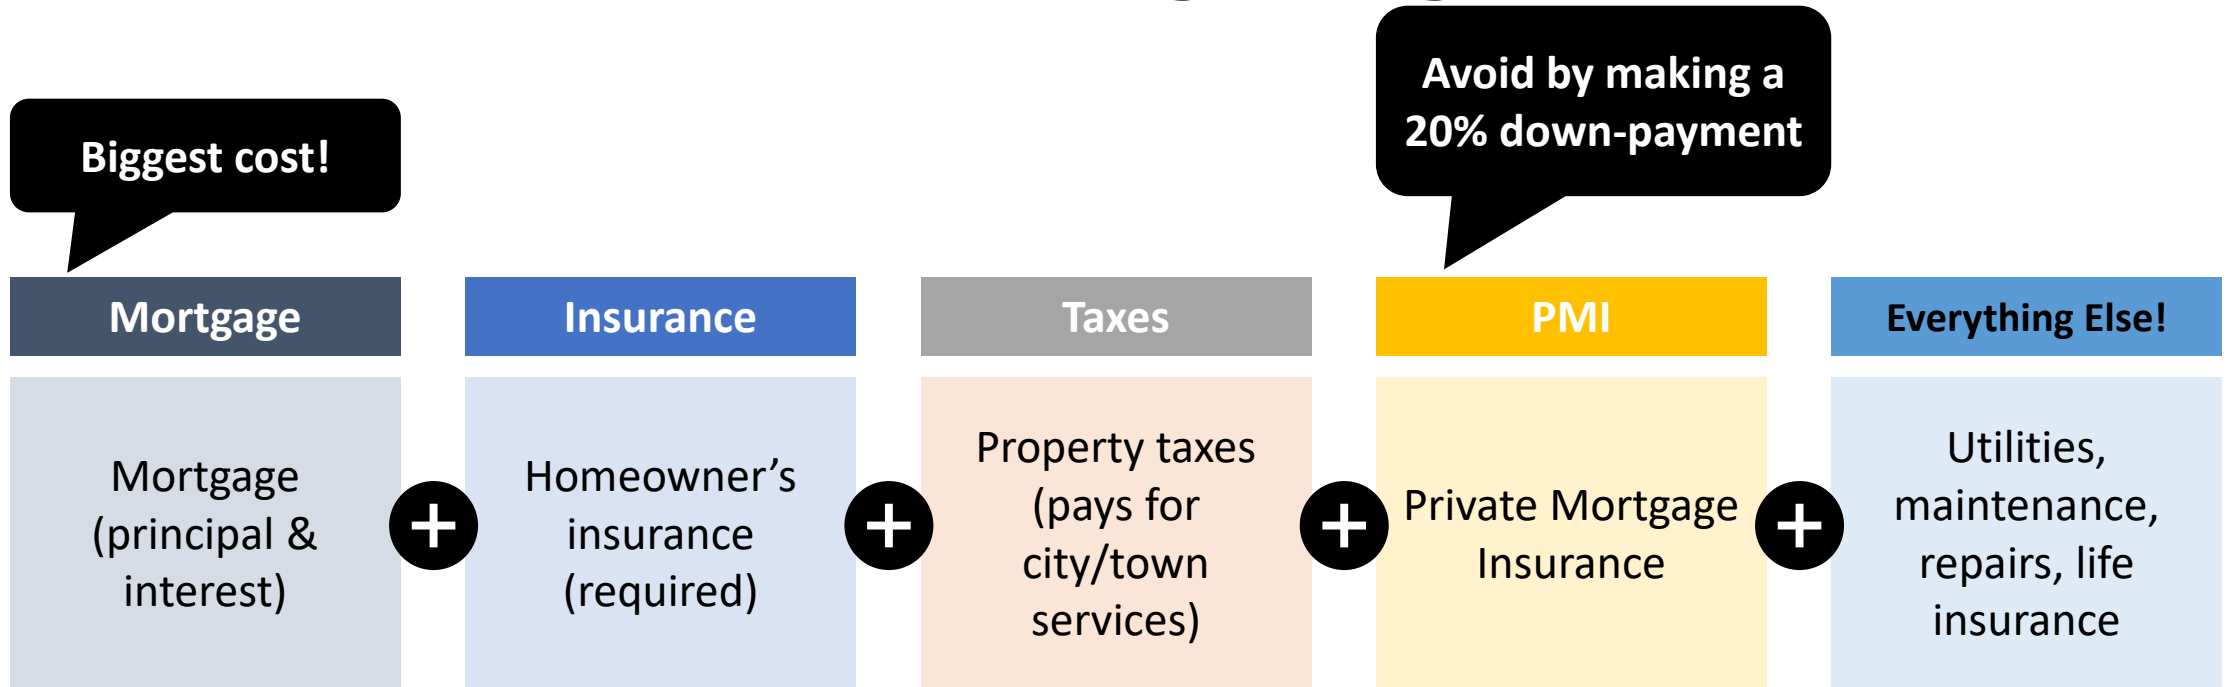 Biggest cost!
Avoid by making a
20% down-payment
Mortgage
Insurance
Taxes
PMI
Everything Else!
Mortgage
(principal &
interest)
+
Homeowner’s
insurance
(required)
+
Property taxes
(pays for
city/town
services)
+
Private Mortgage
Insurance
+
Utilities,
maintenance,
repairs, life
insurance